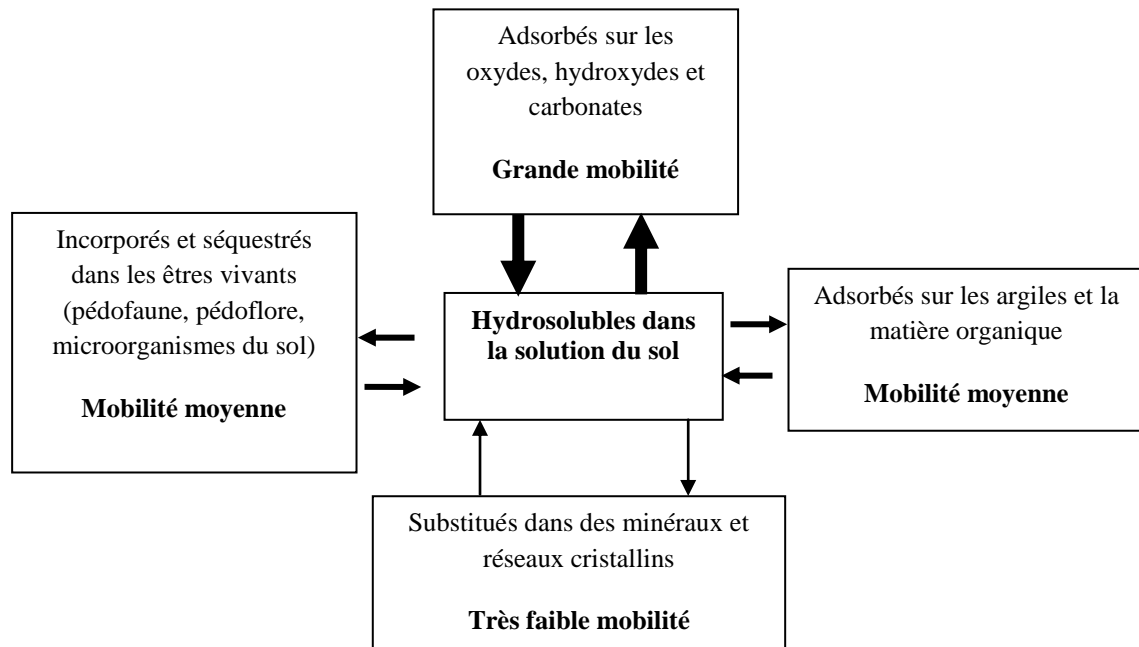 Adsorbés sur les
oxydes, hydroxydes et
carbonates
Grande mobilité
Incorporés et séquestrés
dans les êtres vivants
(pédofaune, pédoflore,
microorganismes du sol)
Mobilité moyenne
Hydrosolubles dans
la solution du sol
Adsorbés sur les argiles et la
matière organique
Mobilité moyenne
Substitués dans des minéraux et
réseaux cristallins
Très faible mobilité